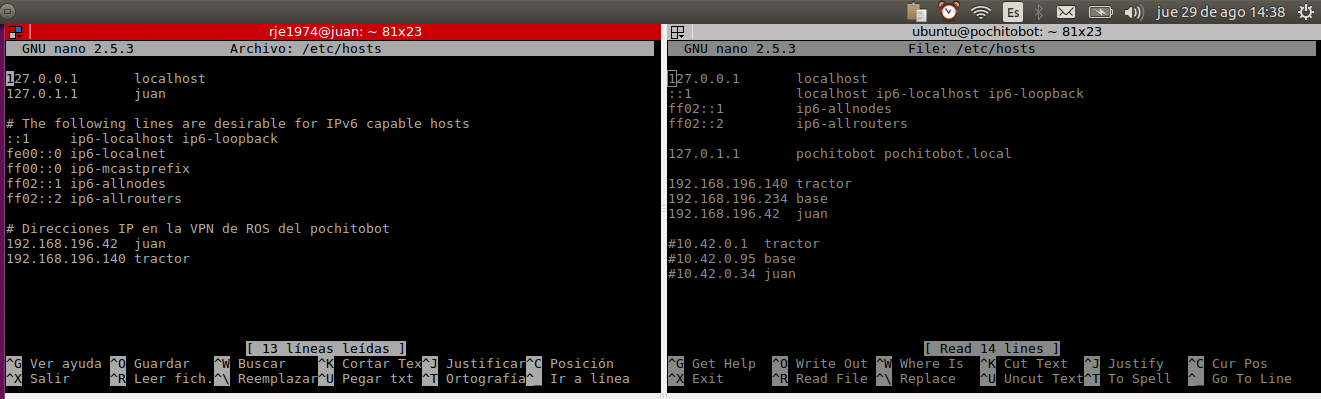 Es jue 29 de ago 14:38
rje1974@juan: ~ 81x23
GNU nano 2.5.3 Archivo: /etc/hosts
127.0.0.1 localhost
127.0.1.1 juan
# The following lines are desirable for IPv6 capable hosts
::1 ip6-localhost ip6-loopback
fe00::0 ip6-localnet
ff00::0 ip6-mcastprefix
ff02::1 ip6-allnodes
ff02::2 ip6-allrouters
# Direcciones IP en la VPN de ROS del pochitobot
192.168.196.42 juan
192.168.196.140 tractor
[ 13 líneas leídas ]
^G Ver ayuda ^O Guardar ^W Buscar ^K Cortar Tex ^J Justificar ^C Posición
^X Salir ^R Leer fich. ^\ Reemplazar ^U Pegar txt ^T Ortografía ^_ Ir a línea
ubuntu@pochitobot: ~ 81x23
GNU nano 2.5.3 File: /etc/hosts
127.0.0.1 localhost
::1 localhost ip6-localhost ip6-loopback
ff02::1 ip6-allnodes
ff02::2 ip6-allrouters
127.0.1.1 pochitobot pochitobot.local
192.168.196.140 tractor
192.168.196.234 base
192.168.196.42 juan
#10.42.0.1 tractor
#10.42.0.95 base
#10.42.0.34 juan
[ Read 14 lines ]
^G Get Help ^O Write Out ^W Where Is ^K Cut Text ^J Justify ^C Cur Pos
^X Exit ^R Read File ^\ Replace ^U Uncut Text ^T To Spell ^_ Go To Line